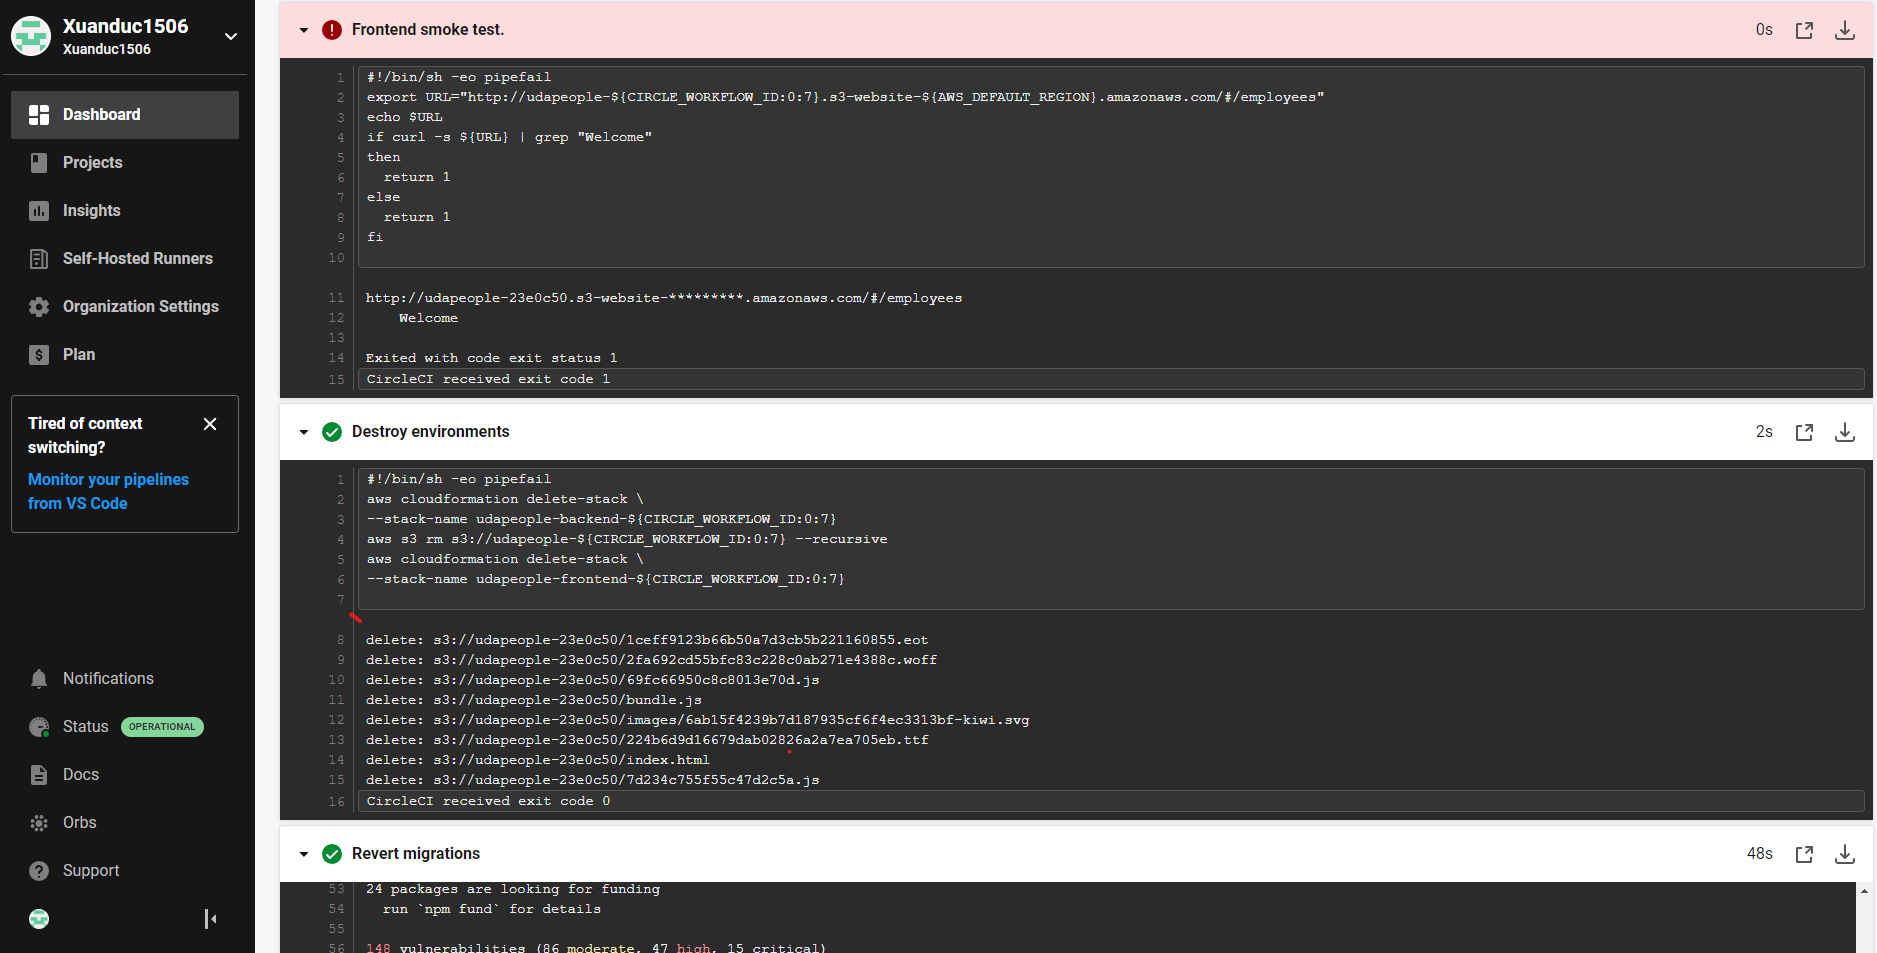 Xuanduc1506
Xuanduc1506
Dashboard
Projects
Insights
Self-Hosted Runners
Organization Settings
Plan
Tired of context
switching?
Monitor your pipelines
from VS Code
Notifications
Status OPERATIONAL
Docs
Orbs
Support
Frontend smoke test. 0s
1 #!/bin/sh -eo pipefail
2 export URL="http://udapeople-${CIRCLE_WORKFLOW_ID:0:7}.s3-website-${AWS_DEFAULT_REGION}.amazonaws.com/#/employees"
3 echo $URL
4 if curl -s ${URL} | grep "Welcome"
5 then
6 return 1
7 else
8 return 1
9 fi
10
11 http://udapeople-23e0c50.s3-website-*********.amazonaws.com/#/employees
12 Welcome
13
14 Exited with code exit status 1
15 CircleCI received exit code 1
Destroy environments 2s
1 #!/bin/sh -eo pipefail
2 aws cloudformation delete-stack \
3 --stack-name udapeople-backend-${CIRCLE_WORKFLOW_ID:0:7}
4 aws s3 rm s3://udapeople-${CIRCLE_WORKFLOW_ID:0:7} --recursive
5 aws cloudformation delete-stack \
6 --stack-name udapeople-frontend-${CIRCLE_WORKFLOW_ID:0:7}
7
8 delete: s3://udapeople-23e0c50/1ceff9123b66b50a7d3cb5b221160855.eot
9 delete: s3://udapeople-23e0c50/2fa692cd55bfc83c228c0ab271e4388c.woff
10 delete: s3://udapeople-23e0c50/69fc66950c8c8013e70d.js
11 delete: s3://udapeople-23e0c50/bundle.js
12 delete: s3://udapeople-23e0c50/images/6ab15f4239b7d187935cf6f4ec3313bf-kiwi.svg
13 delete: s3://udapeople-23e0c50/224b6d9d16679dab02826a2a7ea705eb.ttf
14 delete: s3://udapeople-23e0c50/index.html
15 delete: s3://udapeople-23e0c50/7d234c755f55c47d2c5a.js
16 CircleCI received exit code 0
Revert migrations 48s
53 24 packages are looking for funding
54 run `npm fund` for details
55
56 148 vulnerabilities (86 moderate, 47 high, 15 critical)